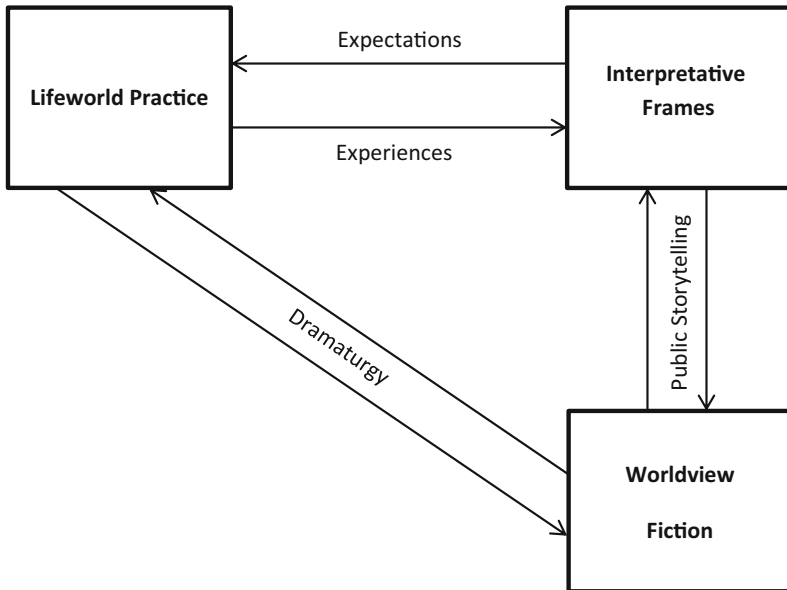 Expectations
Lifeworld Practice
Interpretative
Frames
Experiences
Public Storytelling
Dramaturgy
Worldview
Fiction